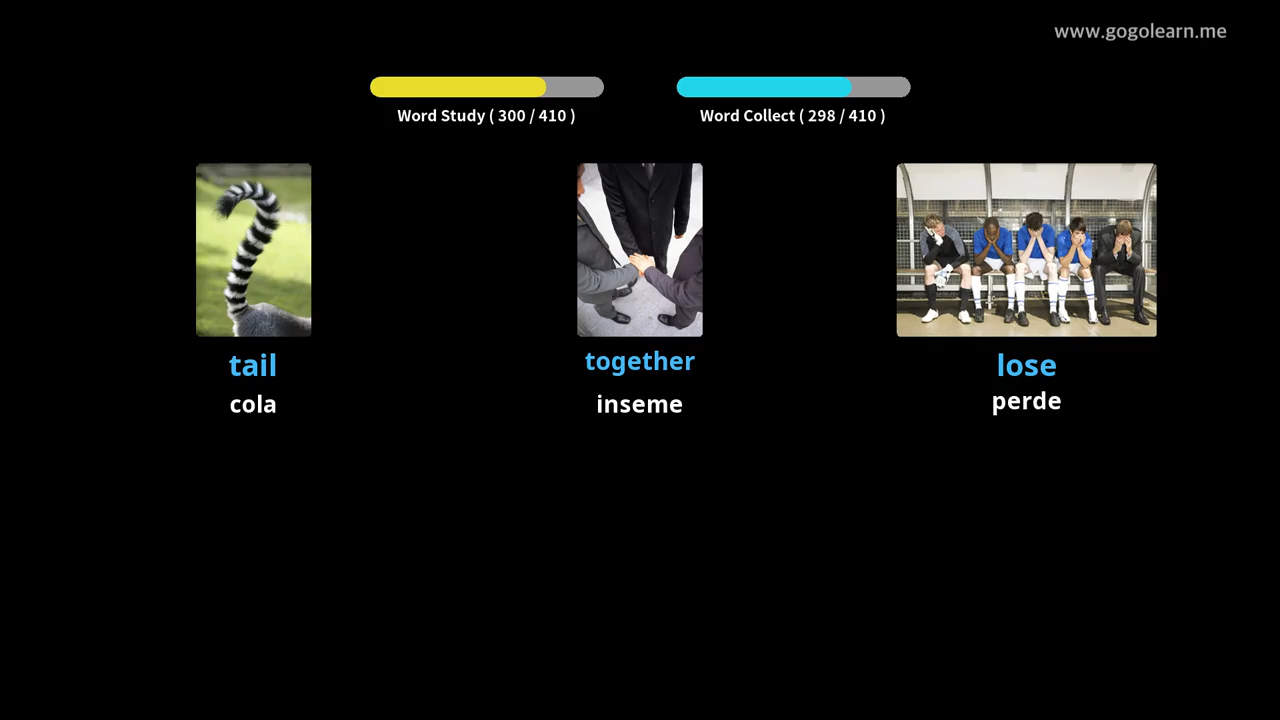 www.gogolearn.me
Word Study ( 300 / 410 )
Word Collect ( 298 / 410 )
tail
together
lose
cola
inseme
perde